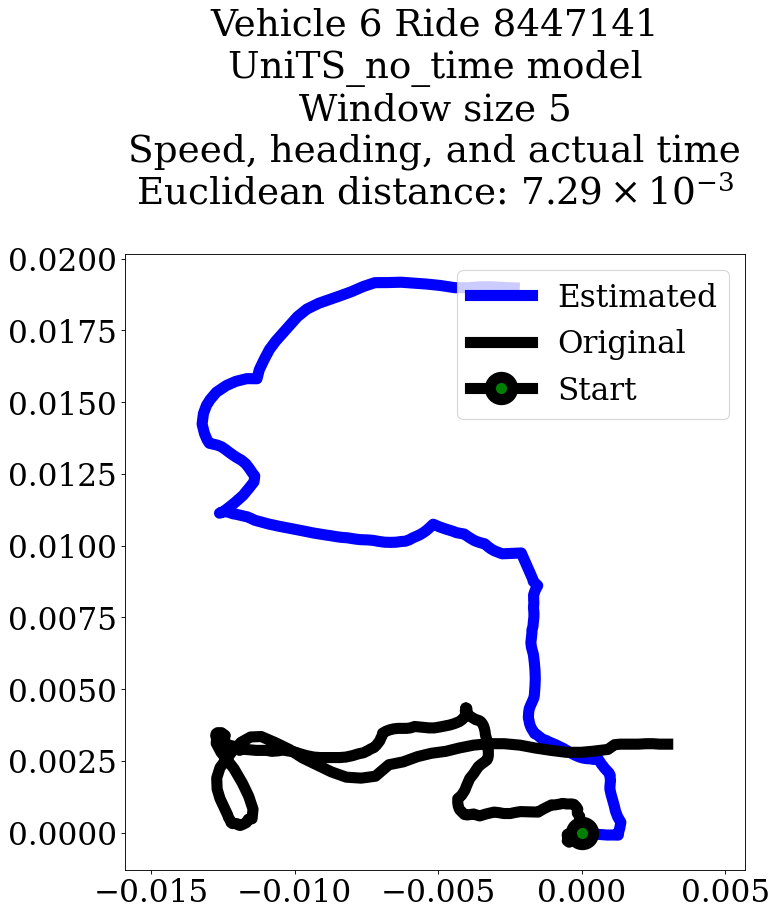 Vehicle 6 Ride 8447141
UniTS_no_time model
Window size 5
Speed, heading, and actual time
Euclidean distance: 7.29 × 10⁻³
0.0200
0.0175
0.0150
0.0125
0.0100
0.0075
0.0050
0.0025
0.0000
Estimated
Original
Start
−0.015 −0.010 −0.005 0.000 0.005